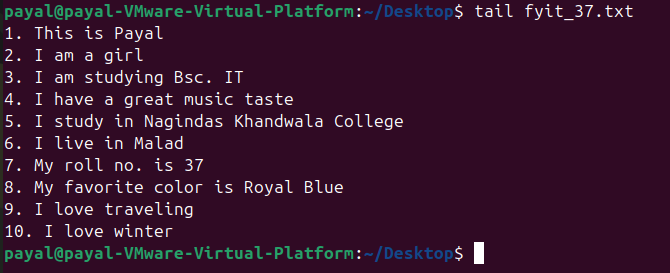 payal@payal-VMware-Virtual-Platform:~/Desktop$ tail fyit_37.txt
1. This is Payal
2. I am a girl
3. I am studying Bsc. IT
4. I have a great music taste
5. I study in Nagindas Khandwala College
6. I live in Malad
7. My roll no. is 37
8. My favorite color is Royal Blue
9. I love traveling
10. I love winter
payal@payal-VMware-Virtual-Platform:~/Desktop$